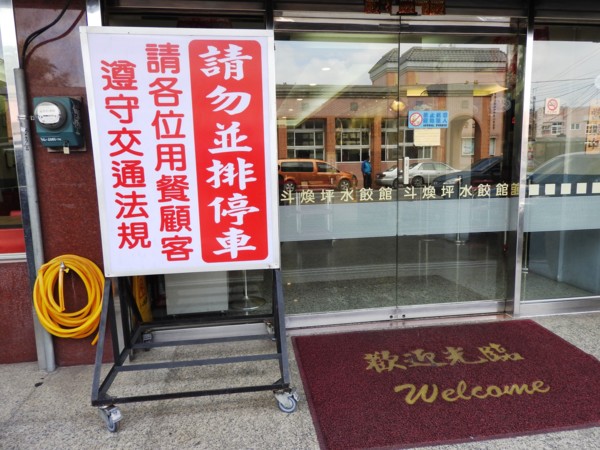 請勿並排停車
請各位用餐顧客
遵守交通法規
斗煥坪水餃館 斗煥坪水餃館
歡迎光臨
Welcome